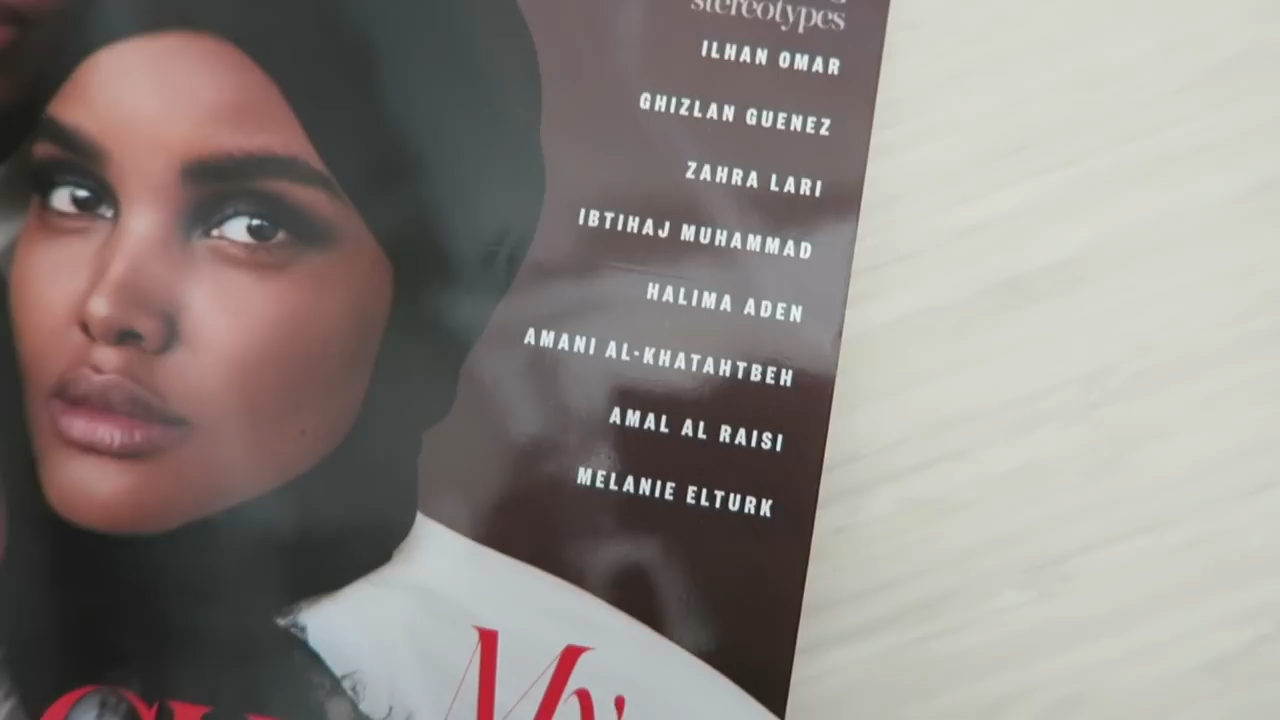 stereotypes
ILHAN OMAR
GHIZLAN GUENEZ
ZAHRA LARI
IBTIHAJ MUHAMMAD
HALIMA ADEN
AMANI AL-KHATAHTBEH
AMAL AL RAISI
MELANIE ELTURK
My